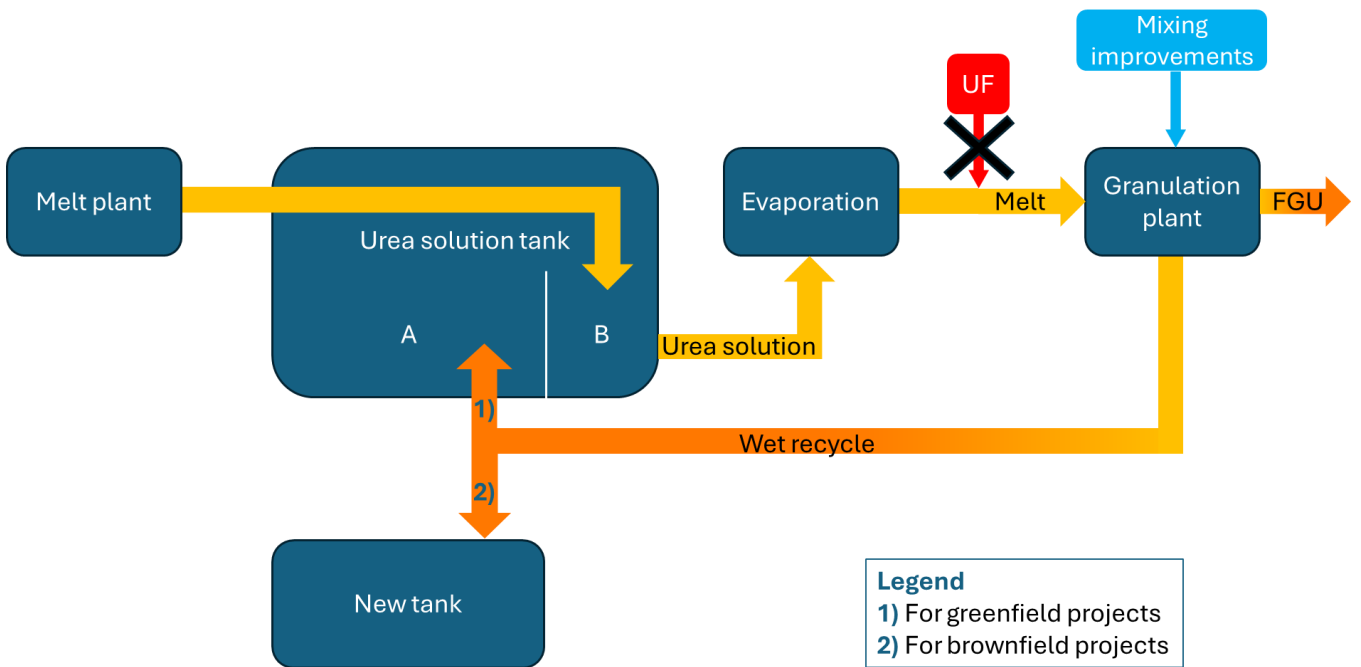 Mixing
improvements
UF
Melt plant
Urea solution tank
A
B
Evaporation
Melt
Granulation
plant
FGU
Urea solution
1)
Wet recycle
2)
New tank
Legend
1) For greenfield projects
2) For brownfield projects